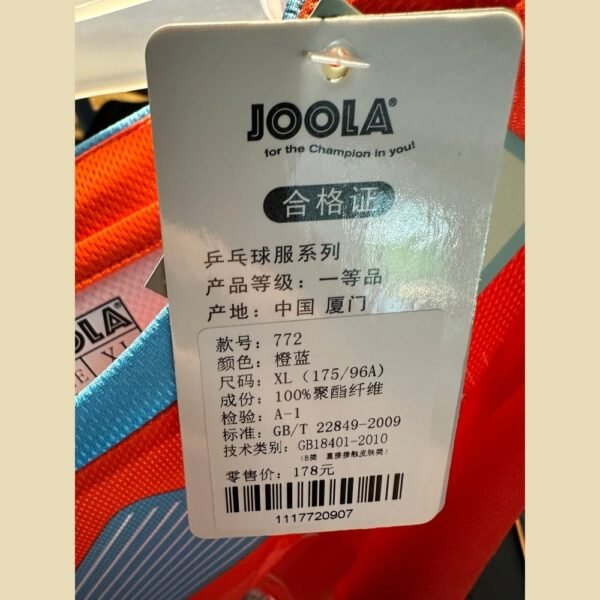 JOOLA®
for the Champion in you!
合格证
乒乓球服系列
产品等级：一等品
产地：中国 厦门
款号：772
颜色：橙蓝
尺码：XL（175/96A）
成份：100%聚酯纤维
检验：A-1
标准：GB/T 22849-2009
技术类别：GB18401-2010
（B类 直接接触皮肤类）
零售价：178元
1117720907
OOLA
XL